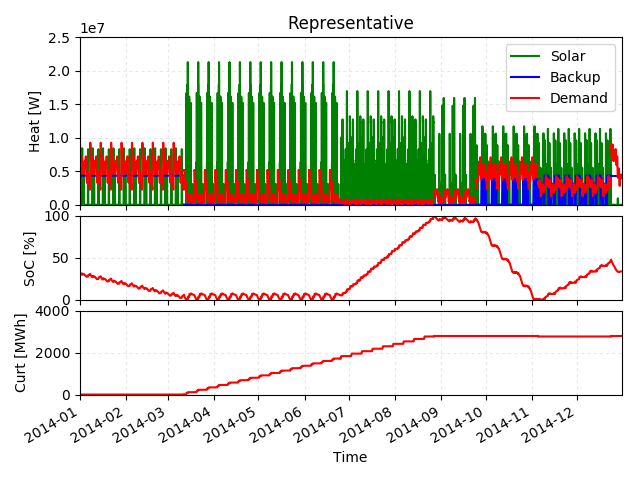 Representative
1e7
2.5
2.0
1.5
1.0
0.5
0.0
Heat [W]
Solar
Backup
Demand
100
50
0
SoC [%]
4000
2000
0
Curt [MWh]
2014-01
2014-02
2014-03
2014-04
2014-05
2014-06
2014-07
2014-08
2014-09
2014-10
2014-11
2014-12
Time